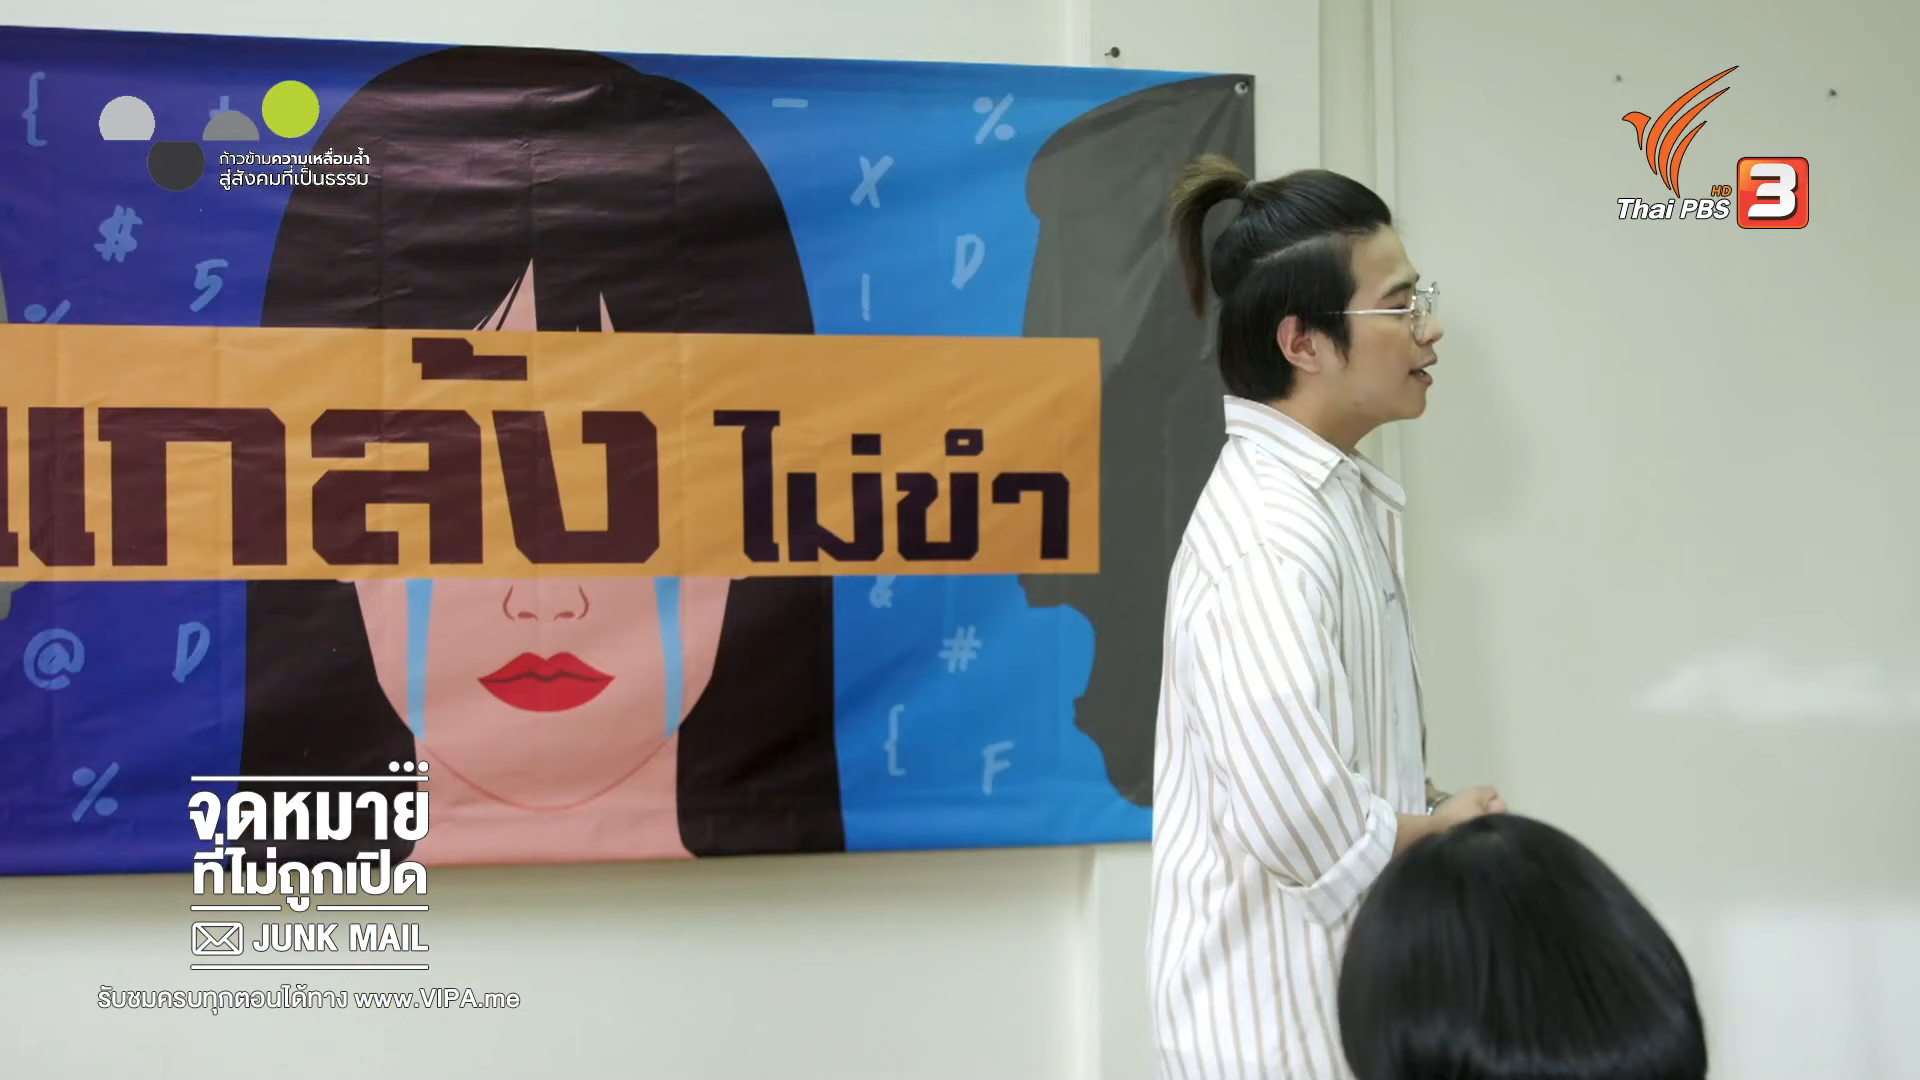 ก้าวข้ามความเหลื่อมล้ำ
สู่สังคมที่เป็นธรรม
HD
Thai PBS 3
{ - % X # D 5 | %
แกล้ง ไม่ขำ
@ D & # { F %
จดหมาย
ที่ไม่ถูกเปิด
JUNK MAIL
รับชมครบทุกตอนได้ทาง www.VIPA.me